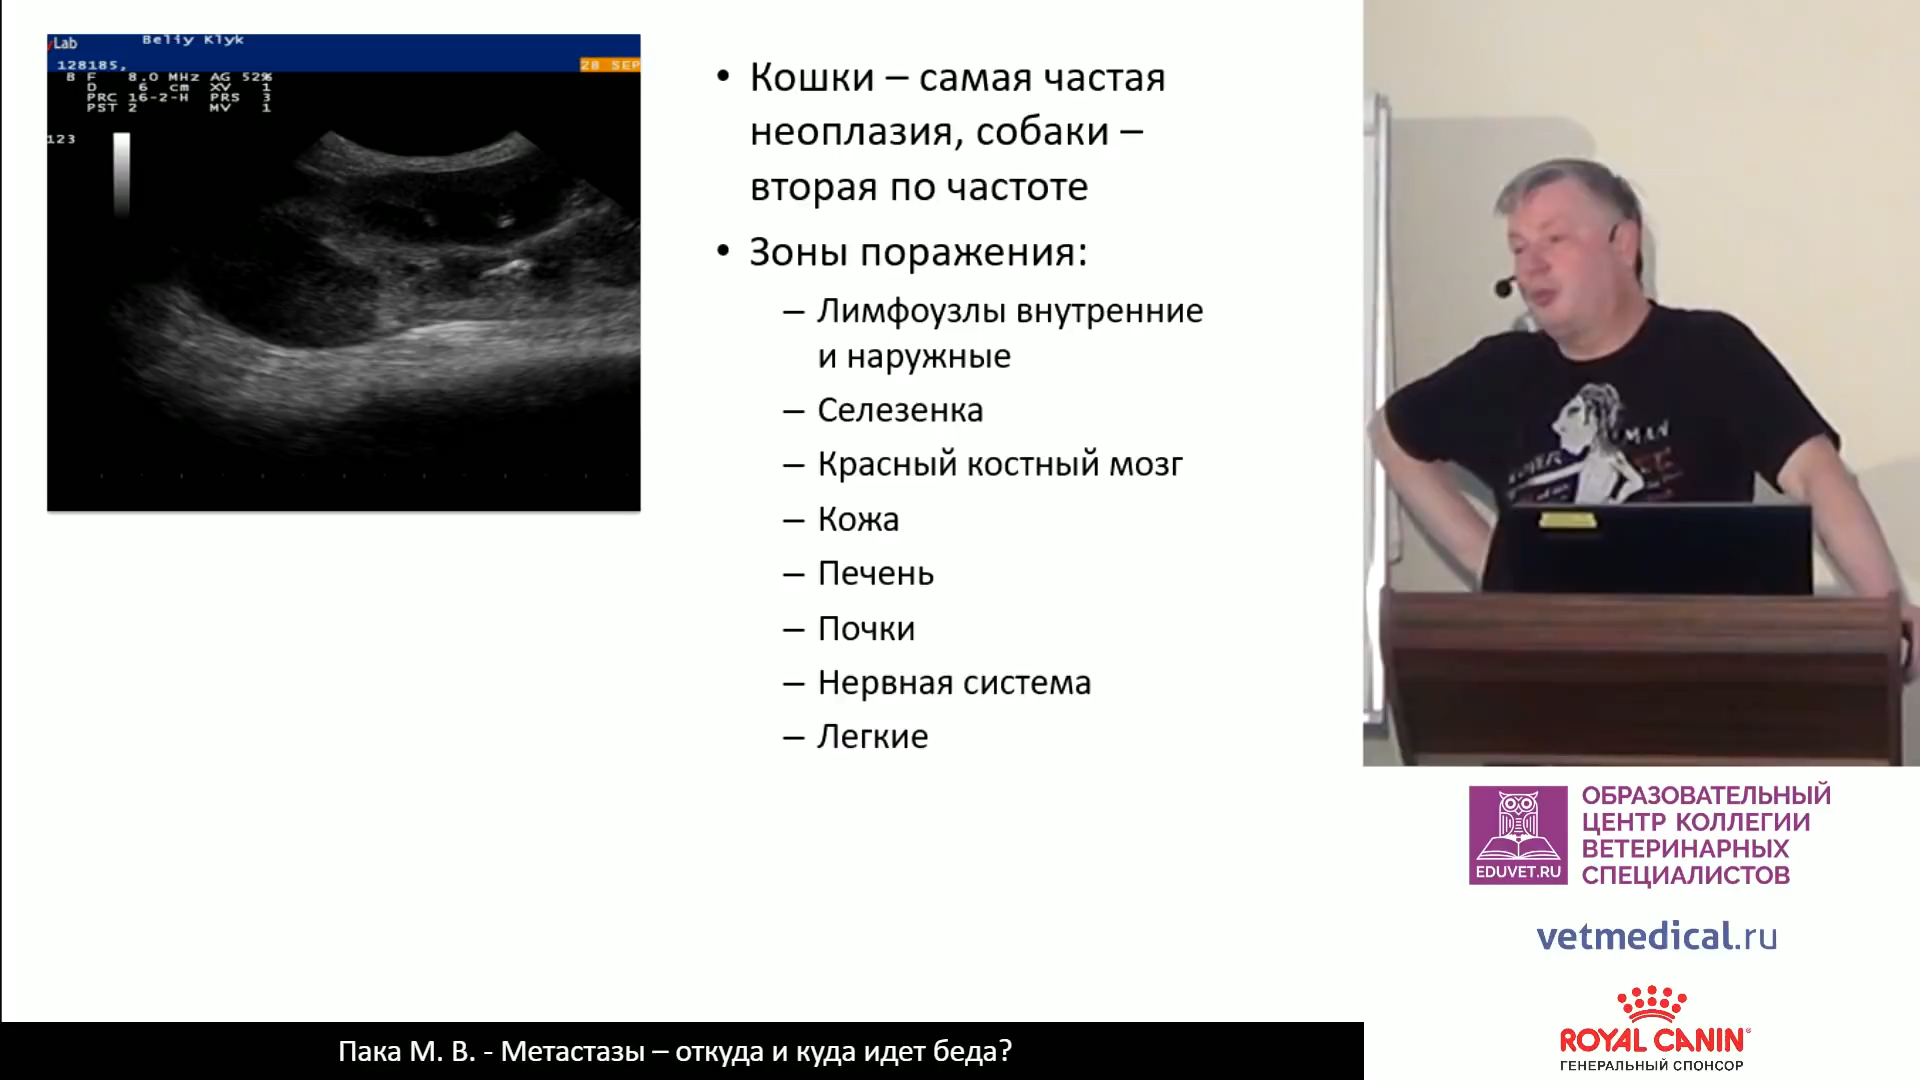 Lab
Beliy Klyk
128185,
28 SEP
B F 8.0 MHz AG 52%
D 6 cm XV 1
PRC 16-2-H PRS 3
PST 2 MV 1
123
• Кошки – самая частая
неоплазия, собаки –
вторая по частоте
• Зоны поражения:
– Лимфоузлы внутренние
и наружные
– Селезенка
– Красный костный мозг
– Кожа
– Печень
– Почки
– Нервная система
– Легкие
EDUVET.RU
ОБРАЗОВАТЕЛЬНЫЙ
ЦЕНТР КОЛЛЕГИИ
ВЕТЕРИНАРНЫХ
СПЕЦИАЛИСТОВ
vetmedical.ru
ROYAL CANIN
ГЕНЕРАЛЬНЫЙ СПОНСОР
Пака М. В. - Метастазы – откуда и куда идет беда?